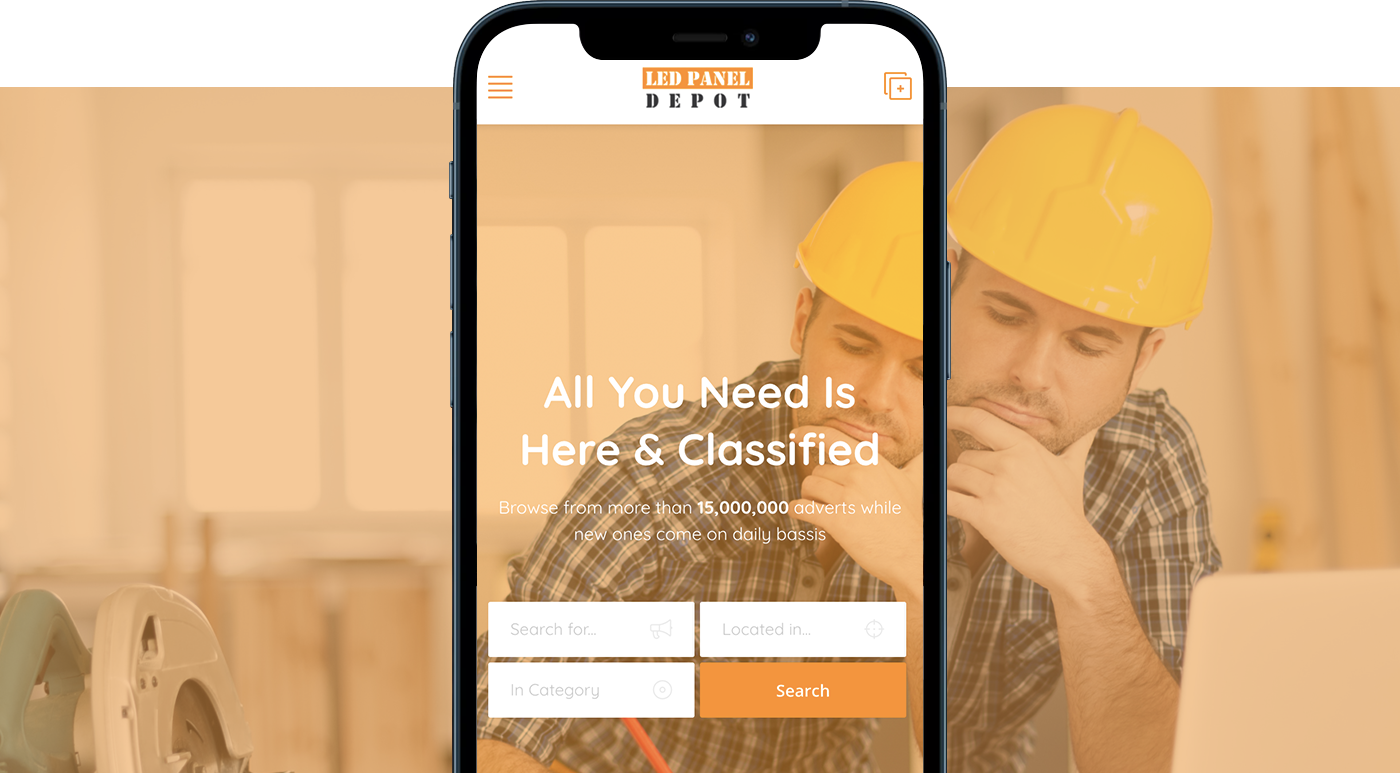 LED PANEL
DEPOT
All You Need Is
Here & Classified
Browse from more than 15,000,000 adverts while
new ones come on daily bassis
Search for...
Located in...
In Category
Search